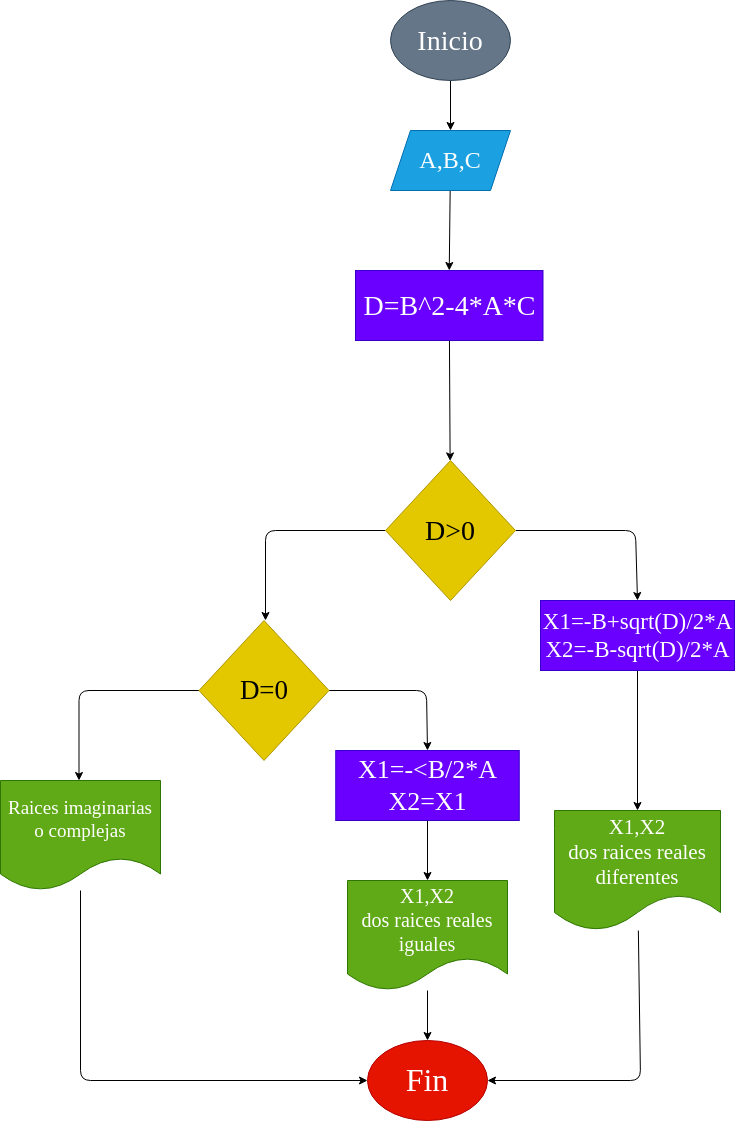 Inicio
A,B,C
D=B^2-4*A*C
D>0
X1=-B+sqrt(D)/2*A
X2=-B-sqrt(D)/2*A
D=0
X1=-<B/2*A
X2=X1
Raices imaginarias
o complejas
X1,X2
dos raices reales
diferentes
X1,X2
dos raices reales
iguales
Fin